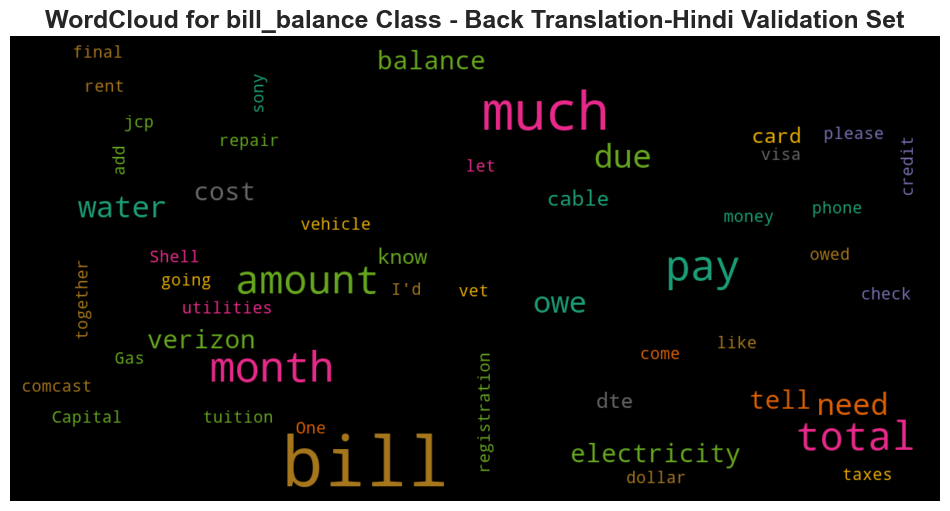 WordCloud for bill_balance Class - Back Translation-Hindi Validation Set
final
balance
rent
sony
much
jcp
card
please
repair
due
visa
add
let
credit
cost
cable
water
phone
money
vehicle
know
Shell
owed
pay
going
amount
I'd
vet
check
together
utilities
owe
verizon
like
Gas
month
come
comcast
registration
dte
tell
need
Capital
tuition
One
total
bill
electricity
dollar
taxes